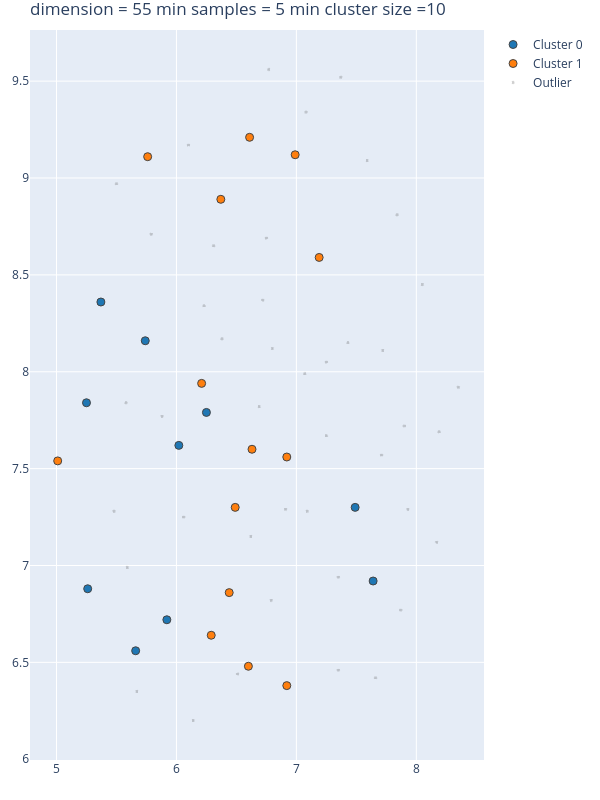 dimension = 55 min samples = 5 min cluster size =10
Cluster 0
Cluster 1
Outlier
9.5
9
8.5
8
7.5
7
6.5
6
5 6 7 8